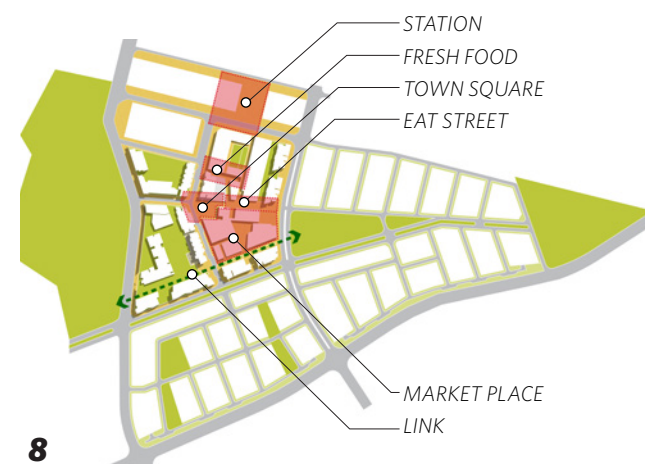 STATION
FRESH FOOD
TOWN SQUARE
EAT STREET
MARKET PLACE
LINK
8